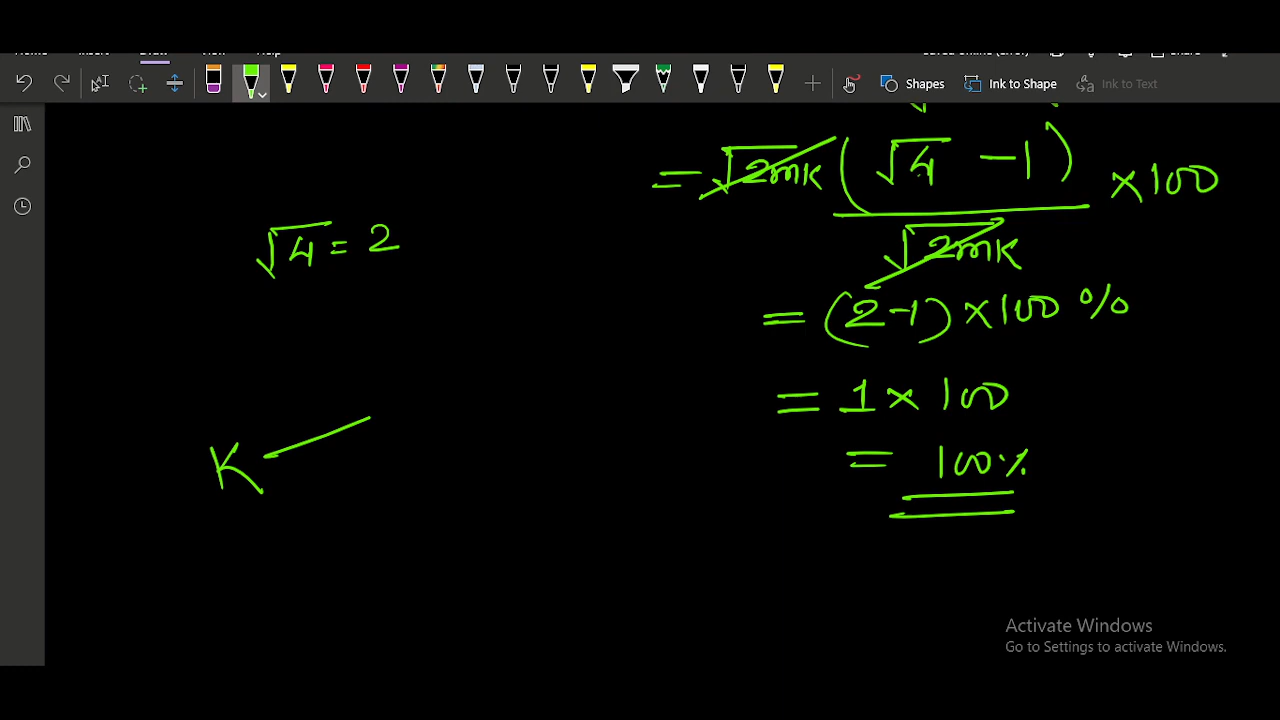 Shapes Ink to Shape Ink to Text
= √2mK (√4 - 1) × 100
√2mK
√4 = 2
= (2-1) × 100 %
= 1 × 100
K
= 100%
Activate Windows
Go to Settings to activate Windows.